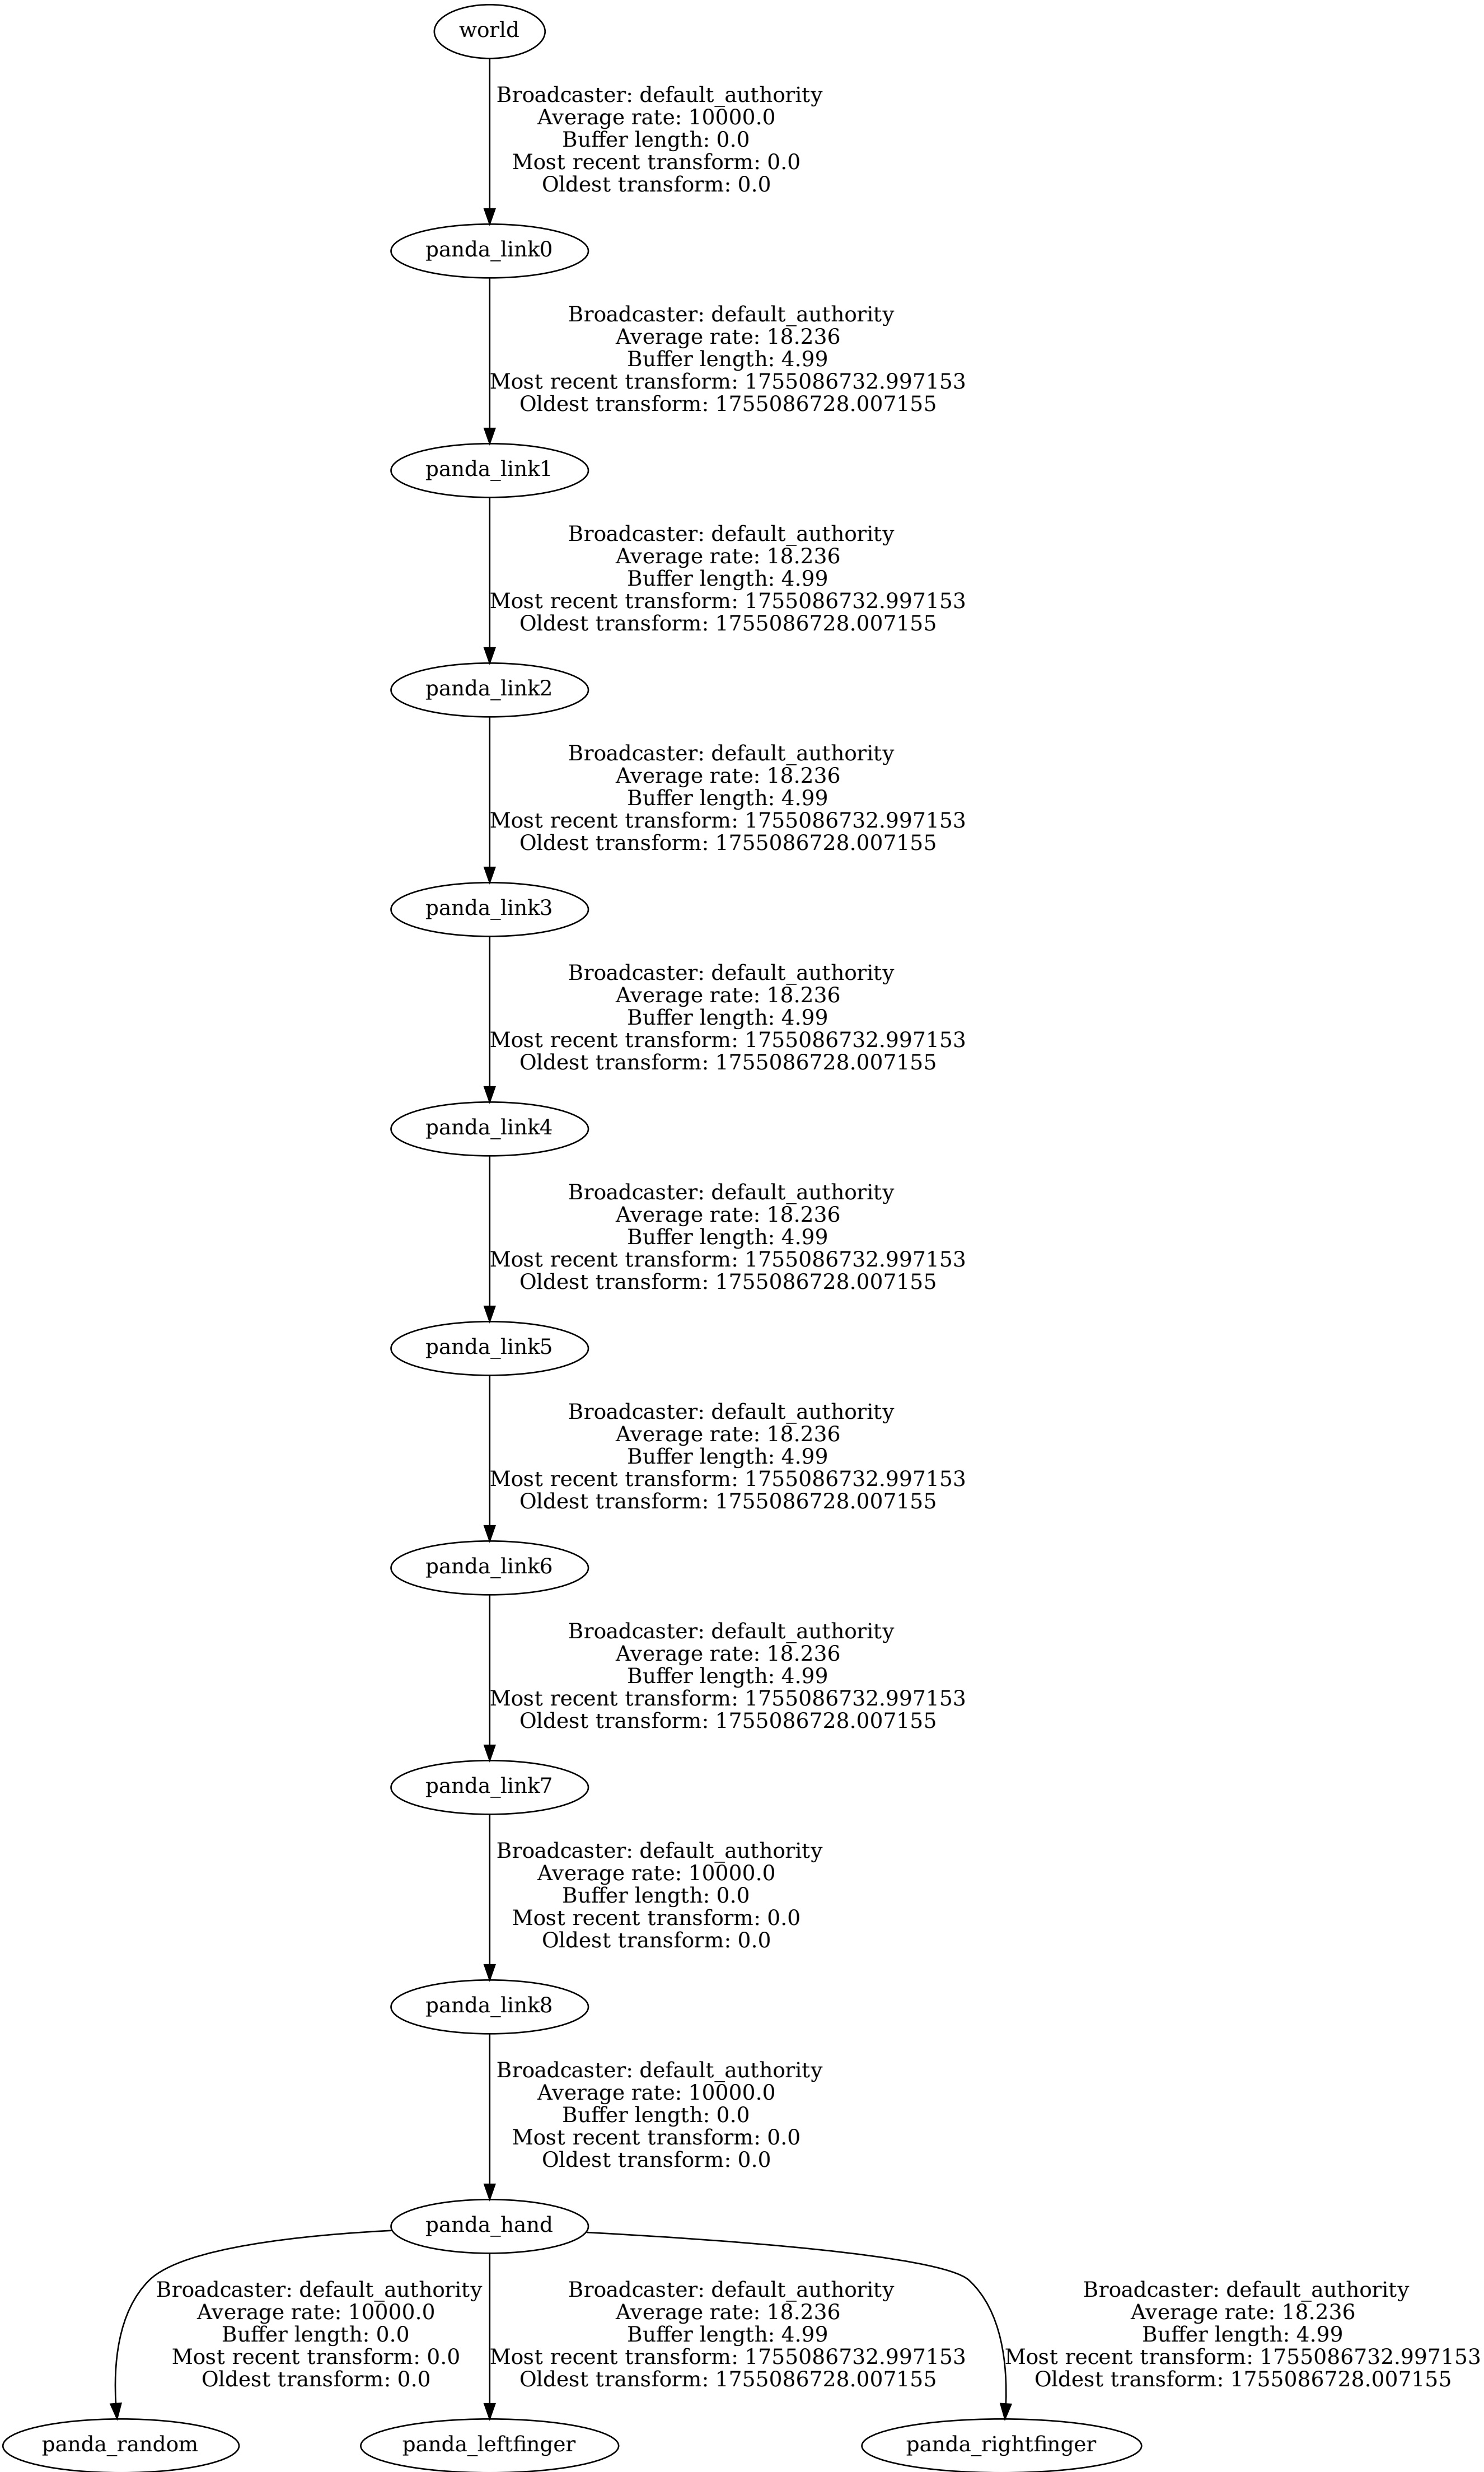 world
Broadcaster: default_authority
Average rate: 10000.0
Buffer length: 0.0
Most recent transform: 0.0
Oldest transform: 0.0
panda_link0
Broadcaster: default_authority
Average rate: 18.236
Buffer length: 4.99
Most recent transform: 1755086732.997153
Oldest transform: 1755086728.007155
panda_link1
Broadcaster: default_authority
Average rate: 18.236
Buffer length: 4.99
Most recent transform: 1755086732.997153
Oldest transform: 1755086728.007155
panda_link2
Broadcaster: default_authority
Average rate: 18.236
Buffer length: 4.99
Most recent transform: 1755086732.997153
Oldest transform: 1755086728.007155
panda_link3
Broadcaster: default_authority
Average rate: 18.236
Buffer length: 4.99
Most recent transform: 1755086732.997153
Oldest transform: 1755086728.007155
panda_link4
Broadcaster: default_authority
Average rate: 18.236
Buffer length: 4.99
Most recent transform: 1755086732.997153
Oldest transform: 1755086728.007155
panda_link5
Broadcaster: default_authority
Average rate: 18.236
Buffer length: 4.99
Most recent transform: 1755086732.997153
Oldest transform: 1755086728.007155
panda_link6
Broadcaster: default_authority
Average rate: 18.236
Buffer length: 4.99
Most recent transform: 1755086732.997153
Oldest transform: 1755086728.007155
panda_link7
Broadcaster: default_authority
Average rate: 10000.0
Buffer length: 0.0
Most recent transform: 0.0
Oldest transform: 0.0
panda_link8
Broadcaster: default_authority
Average rate: 10000.0
Buffer length: 0.0
Most recent transform: 0.0
Oldest transform: 0.0
panda_hand
Broadcaster: default_authority
Average rate: 10000.0
Buffer length: 0.0
Most recent transform: 0.0
Oldest transform: 0.0
Broadcaster: default_authority
Average rate: 18.236
Buffer length: 4.99
Most recent transform: 1755086732.997153
Oldest transform: 1755086728.007155
Broadcaster: default_authority
Average rate: 18.236
Buffer length: 4.99
Most recent transform: 1755086732.997153
Oldest transform: 1755086728.007155
panda_random
panda_leftfinger
panda_rightfinger